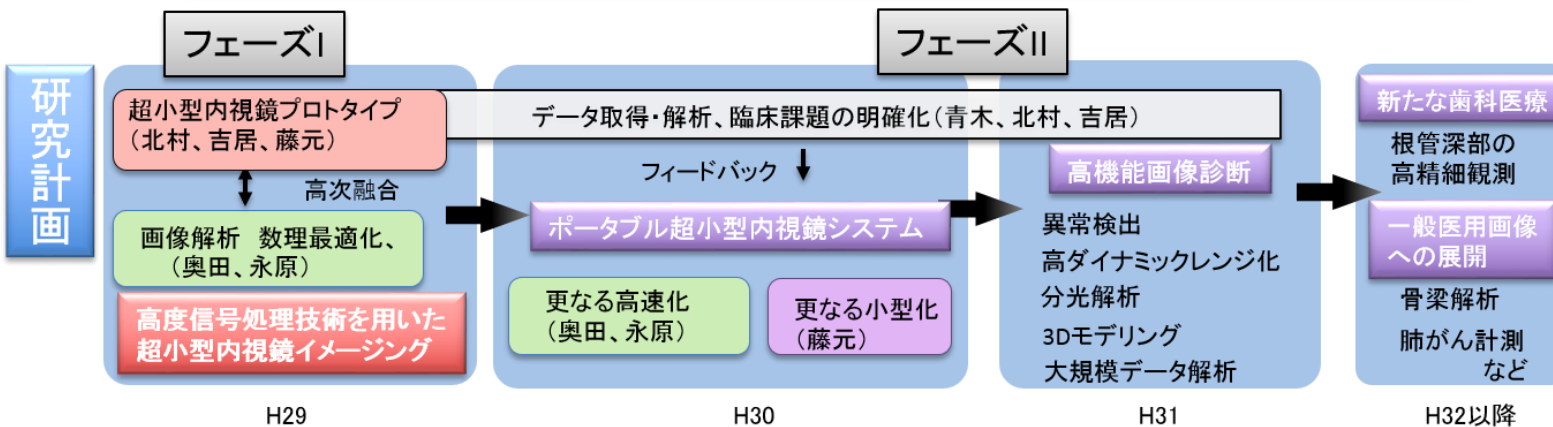 研究計画
フェーズI
フェーズII
超小型内視鏡プロトタイプ
（北村、吉居、藤元）
高次融合
画像解析　数理最適化、
（奥田、永原）
高度信号処理技術を用いた
超小型内視鏡イメージング
H29
データ取得・解析、臨床課題の明確化（青木、北村、吉居）
フィードバック
ポータブル超小型内視鏡システム
更なる高速化
（奥田、永原）
更なる小型化
（藤元）
H30
高機能画像診断
異常検出
高ダイナミックレンジ化
分光解析
3Dモデリング
大規模データ解析
H31
新たな歯科医療
根管深部の
高精細観測
一般医用画像
への展開
骨梁解析
肺がん計測
など
H32以降